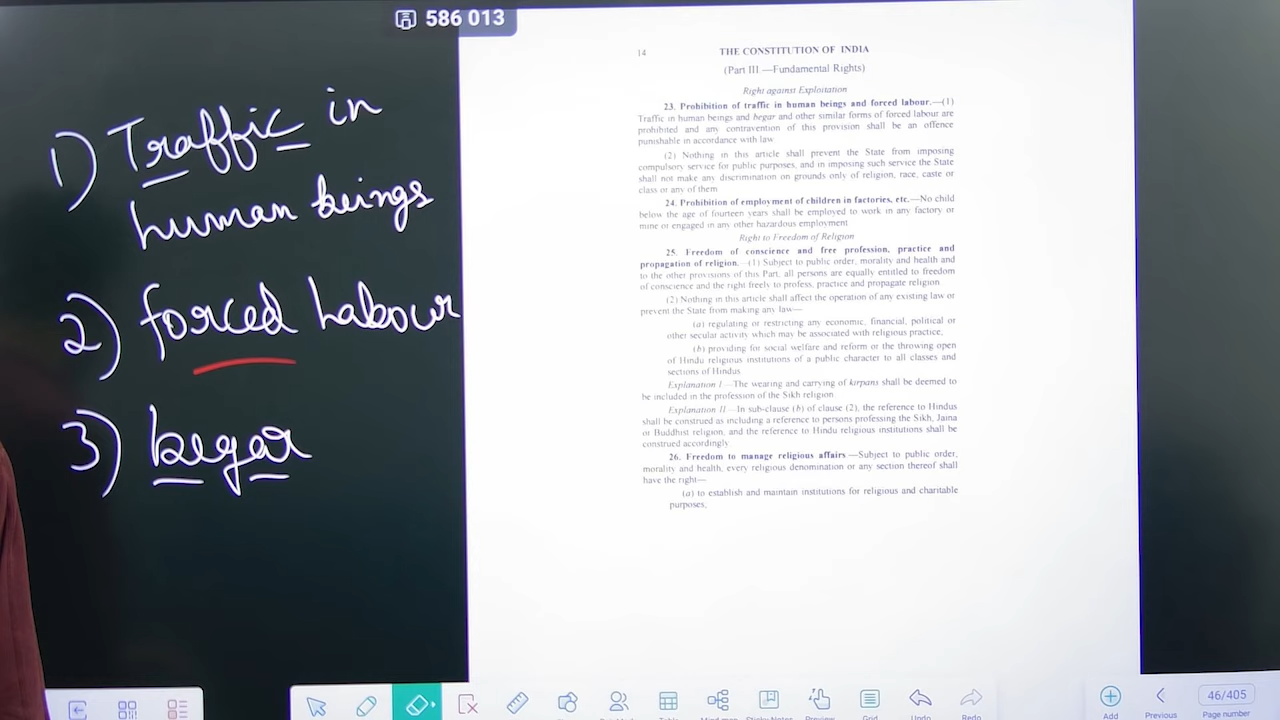 586 013
1) Traffic in
human beings
2) forced Labour
3) begar
14
THE CONSTITUTION OF INDIA
(Part III —Fundamental Rights)
Right against Exploitation
23. Prohibition of traffic in human beings and forced labour.—(1)
Traffic in human beings and begar and other similar forms of forced labour are
prohibited and any contravention of this provision shall be an offence
punishable in accordance with law
(2) Nothing in this article shall prevent the State from imposing
compulsory service for public purposes, and in imposing such service the State
shall not make any discrimination on grounds only of religion, race, caste or
class or any of them
24. Prohibition of employment of children in factories, etc.—No child
below the age of fourteen years shall be employed to work in any factory or
mine or engaged in any other hazardous employment
Right to Freedom of Religion
25. Freedom of conscience and free profession, practice and
propagation of religion.—(1) Subject to public order, morality and health and
to the other provisions of this Part, all persons are equally entitled to freedom
of conscience and the right freely to profess, practice and propagate religion
(2) Nothing in this article shall affect the operation of any existing law or
prevent the State from making any law—
(a) regulating or restricting any economic, financial, political or
other secular activity which may be associated with religious practice,
(b) providing for social welfare and reform or the throwing open
of Hindu religious institutions of a public character to all classes and
sections of Hindus
Explanation I—The wearing and carrying of kirpans shall be deemed to
be included in the profession of the Sikh religion
Explanation II—In sub-clause (b) of clause (2), the reference to Hindus
shall be construed as including a reference to persons professing the Sikh, Jaina
or Buddhist religion, and the reference to Hindu religious institutions shall be
construed accordingly
26. Freedom to manage religious affairs—Subject to public order,
morality and health, every religious denomination or any section thereof shall
have the right—
(a) to establish and maintain institutions for religious and charitable
purposes,
46/405
Undo
Redo
Add
Previous
Page number